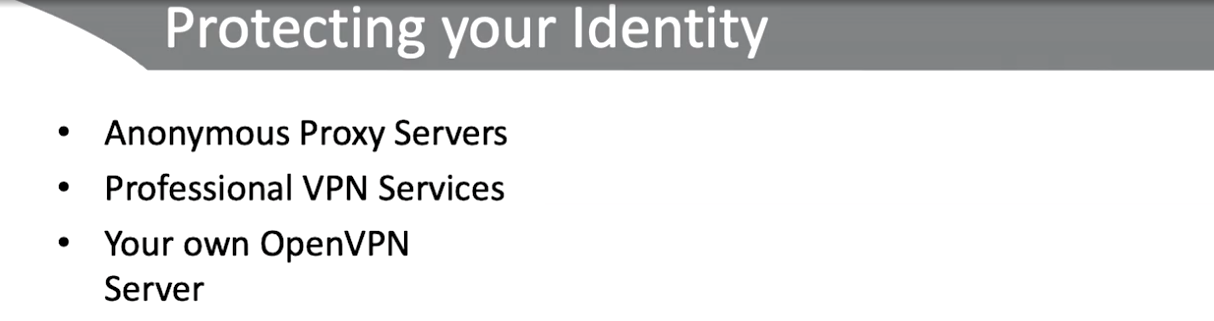 Protecting your Identity
• Anonymous Proxy Servers
• Professional VPN Services
• Your own OpenVPN
Server